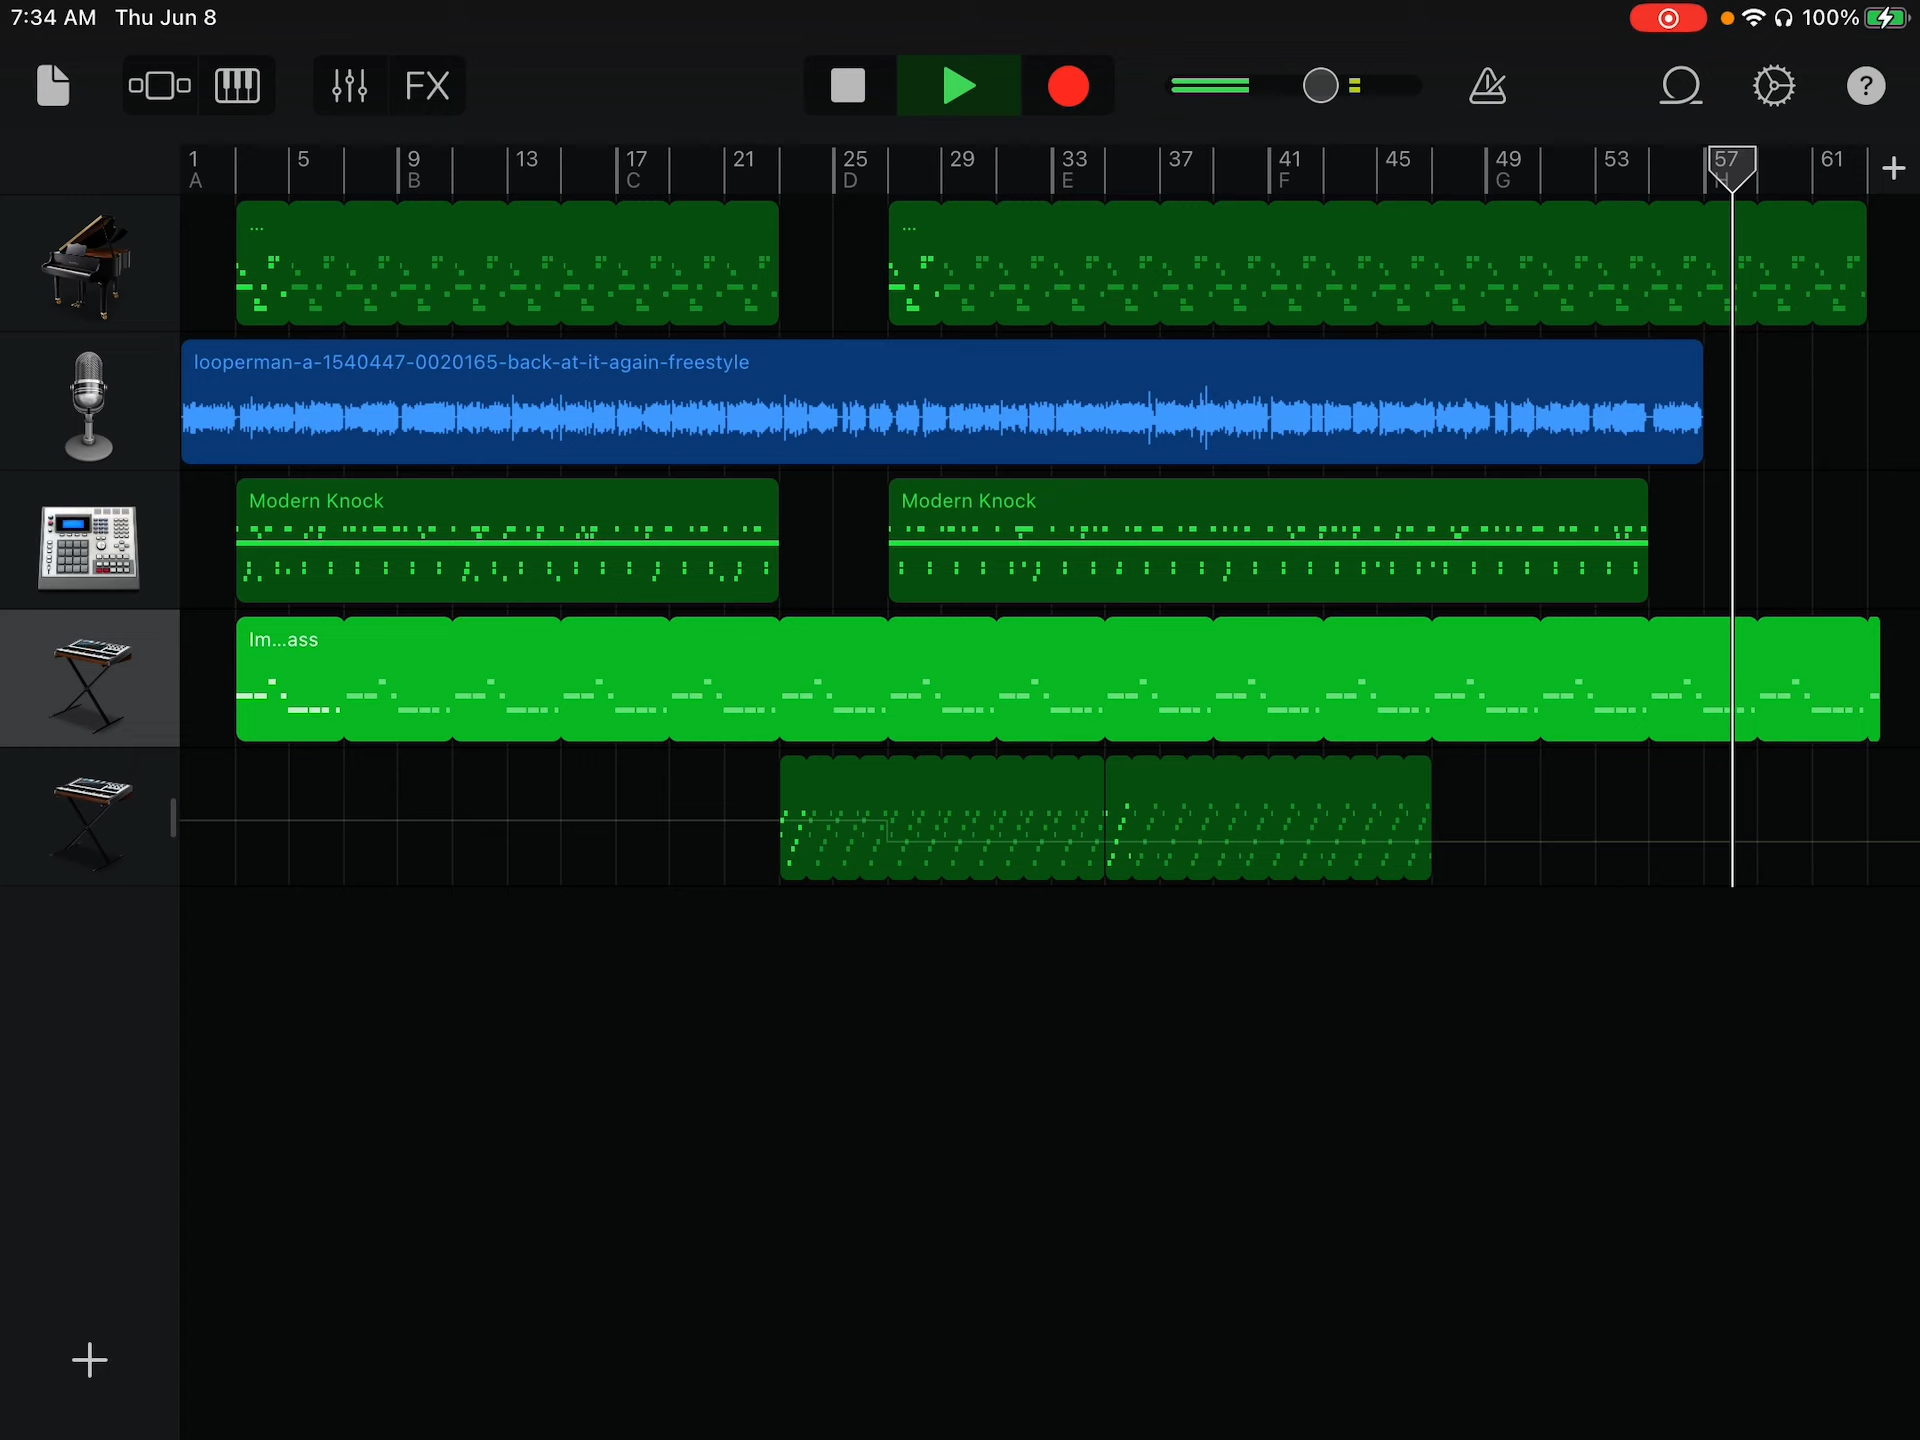 7:34 AM Thu Jun 8 100%
FX ?
1 5 9 13 17 21 25 29 33 37 41 45 49 53 57 61
A B C D E F G H
... ...
looperman-a-1540447-0020165-back-at-it-again-freestyle
Modern Knock Modern Knock
Im...ass